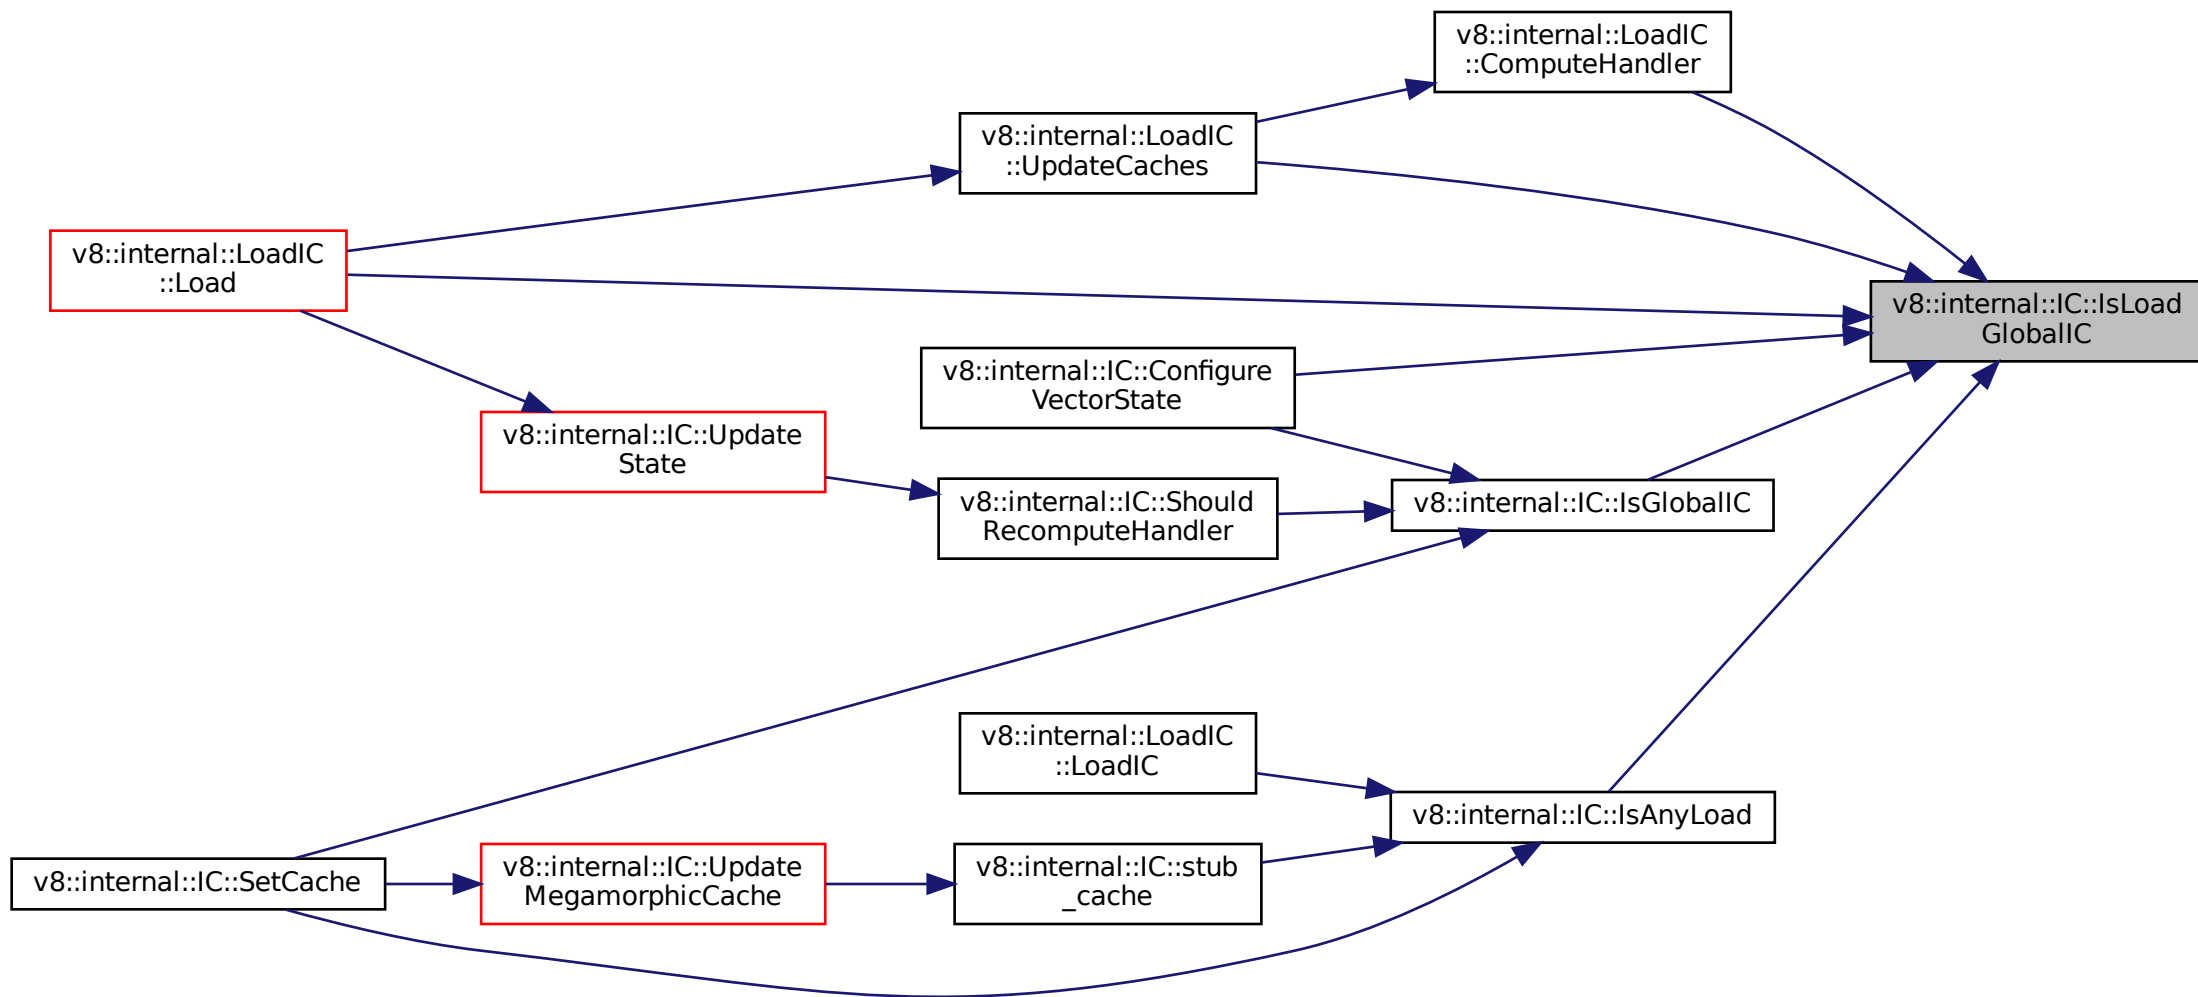 v8::internal::LoadIC
::ComputeHandler
v8::internal::LoadIC
::UpdateCaches
v8::internal::LoadIC
::Load
v8::internal::IC::IsLoad
GlobalIC
v8::internal::IC::Configure
VectorState
v8::internal::IC::Update
State
v8::internal::IC::Should
RecomputeHandler
v8::internal::IC::IsGlobalIC
v8::internal::LoadIC
::LoadIC
v8::internal::IC::IsAnyLoad
v8::internal::IC::SetCache
v8::internal::IC::Update
MegamorphicCache
v8::internal::IC::stub
_cache